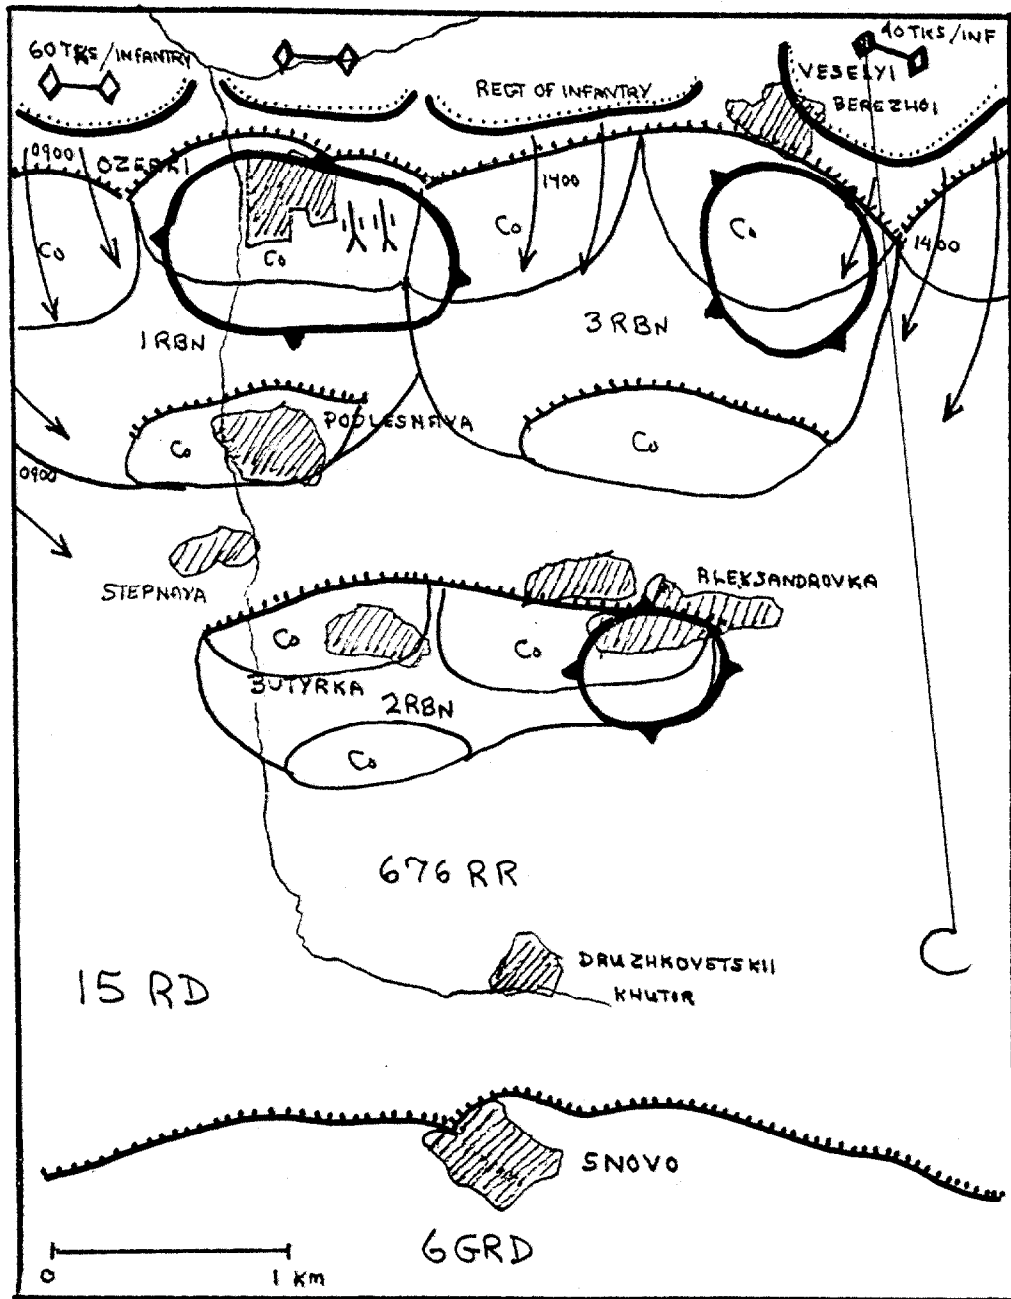 60 TKS/INFANTRY
40 TKS/INF
REGT OF INFANTRY
VESELYI
BEREZHOI
0900
OZERKI
1400
1400
Co
Co
Co
Co
1 RBN
3 RBN
PODLESNAYA
Co
Co
0900
STEPNAYA
ALEKSANDROVKA
Co
Co
BUTYRKA
2 RBN
Co
676 RR
DRUZHKOVETSKII
KHUTOR
15 RD
SNOVO
6 GRD
0
1 KM